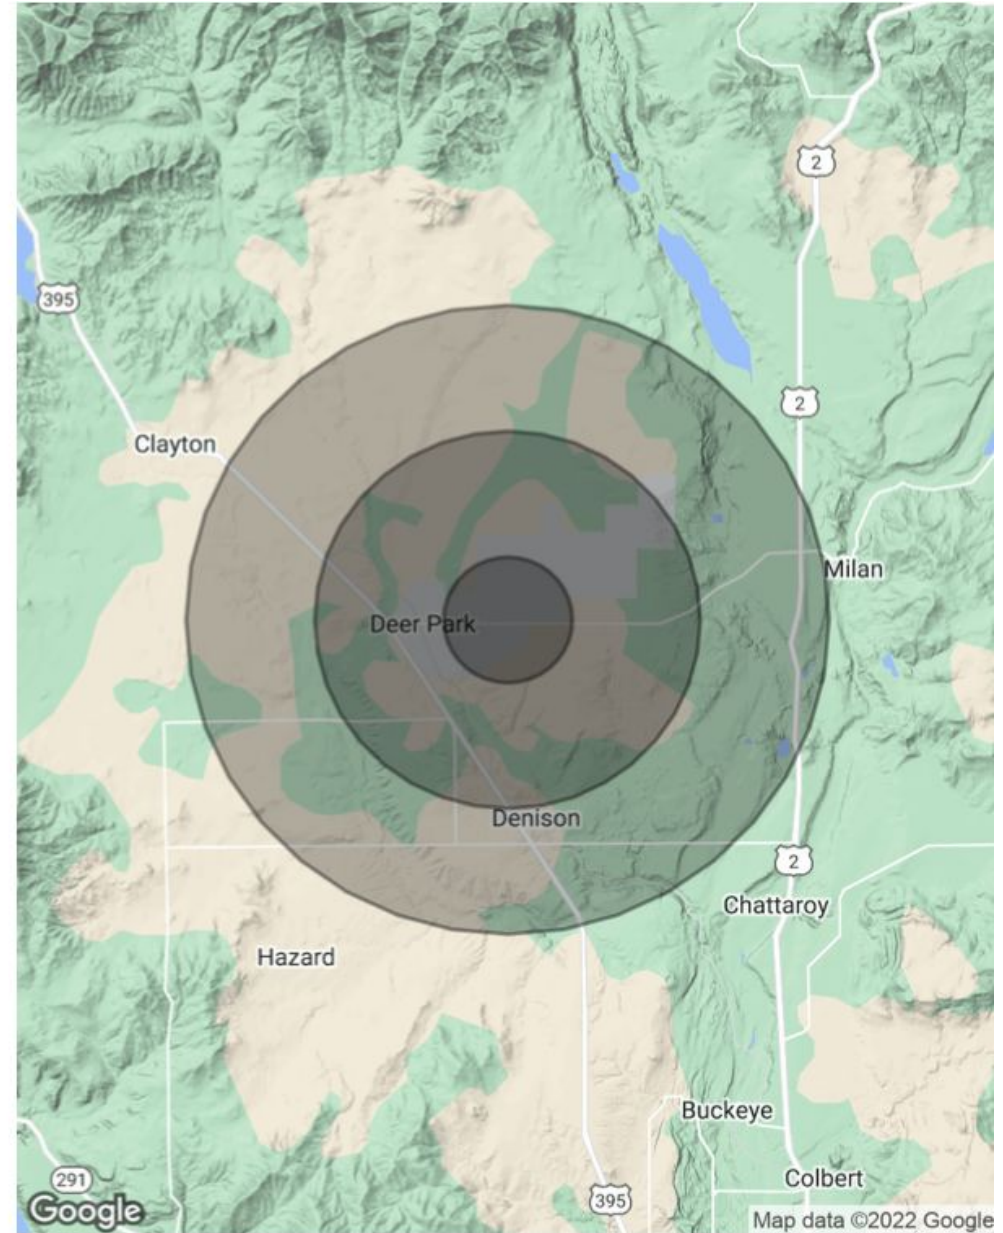 2
395
2
Clayton
Milan
Deer Park
Denison
2
Chattaroy
Hazard
Buckeye
Colbert
291
395
Google
Map data ©2022 Google